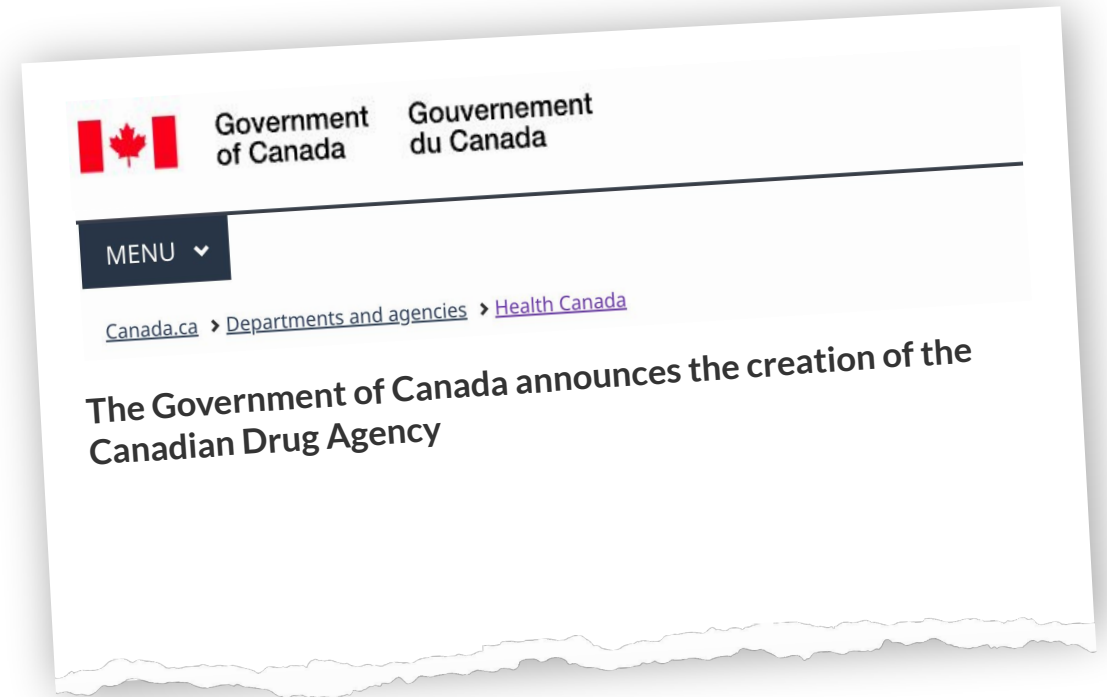 Government of Canada
Gouvernement du Canada
MENU
Canada.ca > Departments and agencies > Health Canada
The Government of Canada announces the creation of the
Canadian Drug Agency